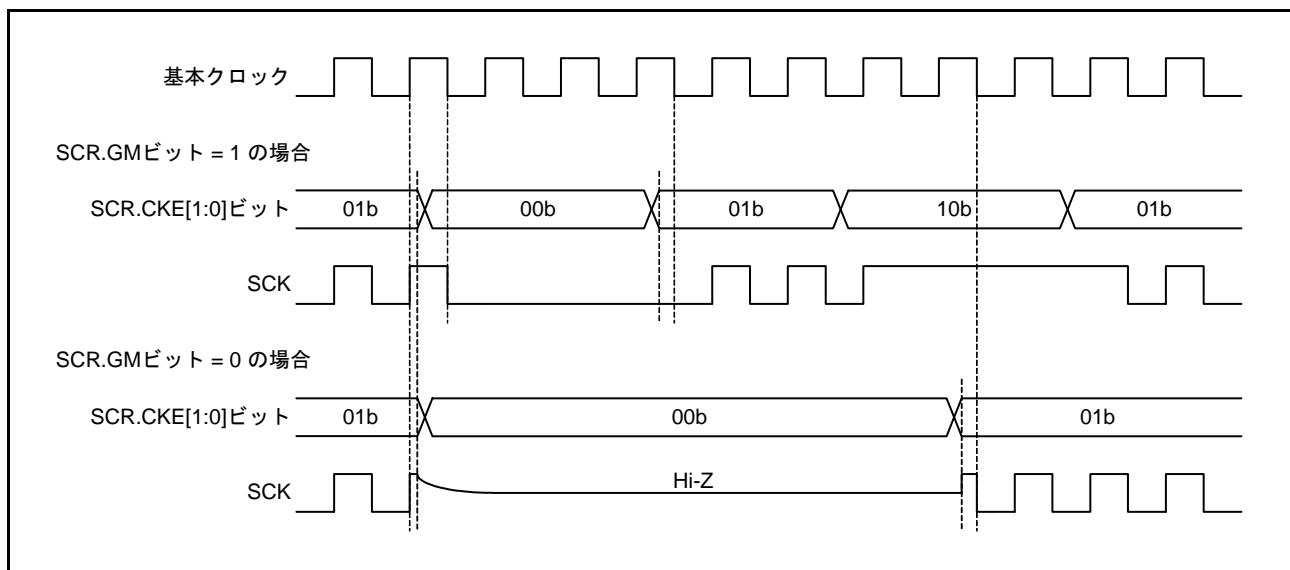 基本クロック
SCR.GMビット = 1 の場合
SCR.CKE[1:0]ビット 01b 00b 01b 10b 01b
SCK
SCR.GMビット = 0 の場合
SCR.CKE[1:0]ビット 01b 00b 01b
SCK Hi-Z